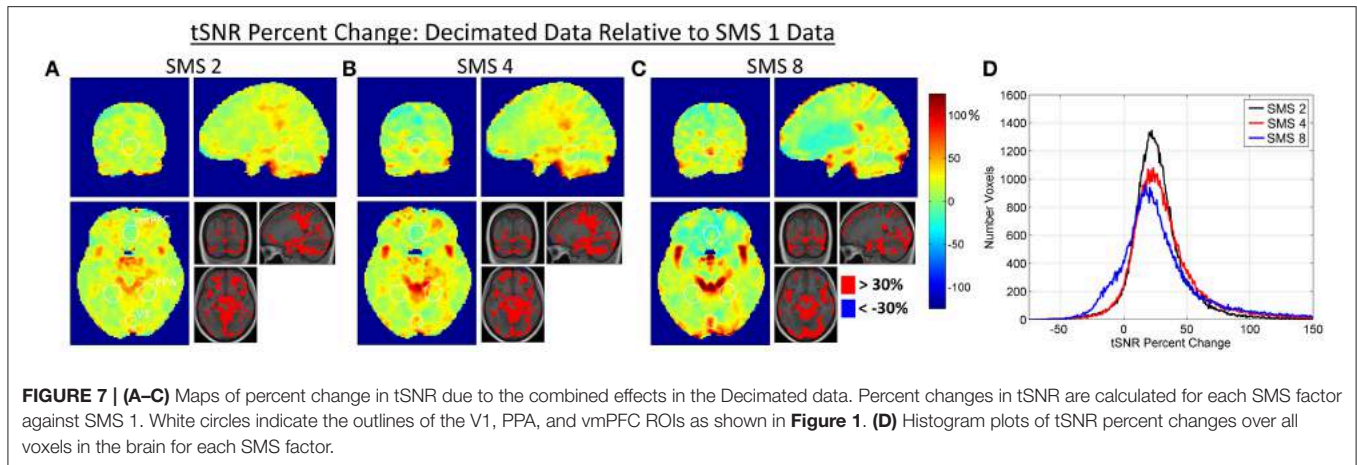 tSNR Percent Change: Decimated Data Relative to SMS 1 Data
A SMS 2
B SMS 4
C SMS 8
D
100%
50
0
-50
-100
> 30%
< -30%
PPA
V1
1600
1400
1200
1000
800
600
400
200
0
Number Voxels
-50 0 50 100 150
tSNR Percent Change
SMS 2
SMS 4
SMS 8
FIGURE 7 | (A–C) Maps of percent change in tSNR due to the combined effects in the Decimated data. Percent changes in tSNR are calculated for each SMS factor
against SMS 1. White circles indicate the outlines of the V1, PPA, and vmPFC ROIs as shown in Figure 1. (D) Histogram plots of tSNR percent changes over all
voxels in the brain for each SMS factor.